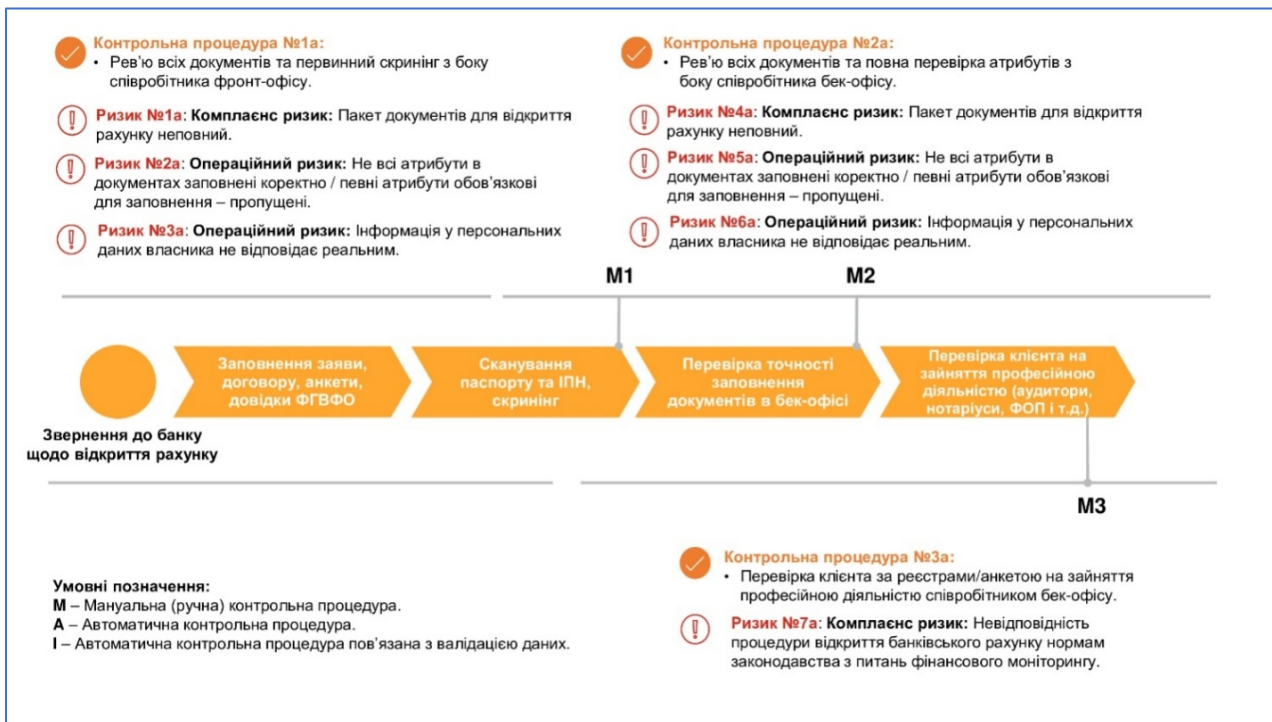 Контрольна процедура №1а:
• Рев’ю всіх документів та первинний скринінг з боку
співробітника фронт-офісу.
Ризик №1а: Комплаєнс ризик: Пакет документів для відкриття
рахунку неповний.
Ризик №2а: Операційний ризик: Не всі атрибути в
документах заповнені коректно / певні атрибути обов’язкові
для заповнення – пропущені.
Ризик №3а: Операційний ризик: Інформація у персональних
даних власника не відповідає реальним.
Контрольна процедура №2а:
• Рев’ю всіх документів та повна перевірка атрибутів з
боку співробітника бек-офісу.
Ризик №4а: Комплаєнс ризик: Пакет документів для відкриття
рахунку неповний.
Ризик №5а: Операційний ризик: Не всі атрибути в
документах заповнені коректно / певні атрибути обов’язкові
для заповнення – пропущені.
Ризик №6а: Операційний ризик: Інформація у персональних
даних власника не відповідає реальним.
М1
М2
Звернення до банку
щодо відкриття рахунку
Заповнення заяви,
договору, анкети,
довідки ФГВФО
Сканування
паспорту та ІПН,
скринінг
Перевірка точності
заповнення
документів в бек-офісі
Перевірка клієнта на
зайняття професійною
діяльністю (аудитори,
нотаріуси, ФОП і т.д.)
М3
Умовні позначення:
М – Мануальна (ручна) контрольна процедура.
А – Автоматична контрольна процедура.
І – Автоматична контрольна процедура пов’язана з валідацією даних.
Контрольна процедура №3а:
• Перевірка клієнта за реєстрами/анкетою на зайняття
професійною діяльністю співробітником бек-офісу.
Ризик №7а: Комплаєнс ризик: Невідповідність
процедури відкриття банківського рахунку нормам
законодавства з питань фінансового моніторингу.